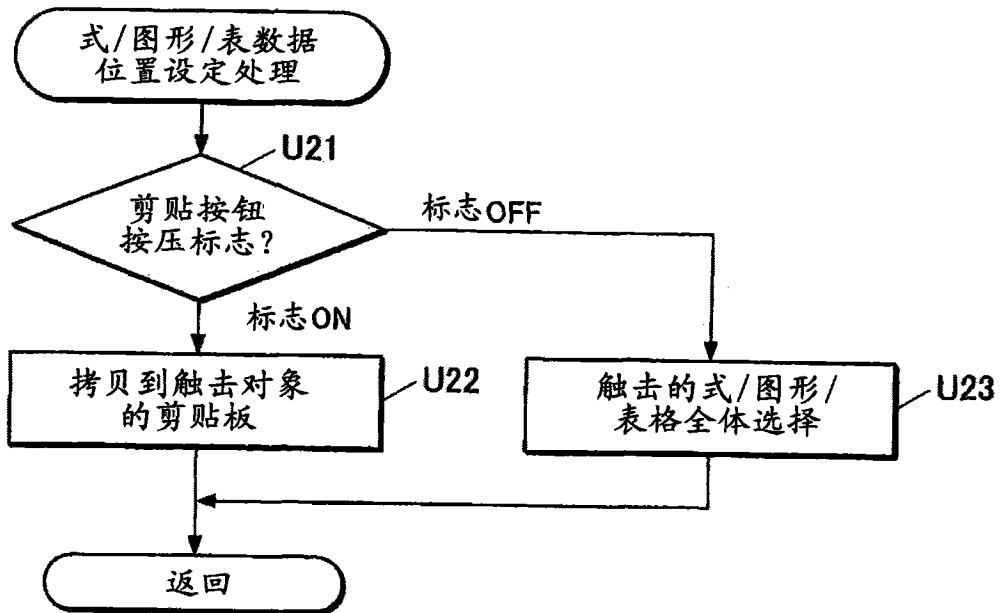 式/图形/表数据
位置设定处理
U21
剪贴按钮
按压标志?
标志OFF
标志ON
拷贝到触击对象
的剪贴板
U22
触击的式/图形/
表格全体选择
U23
返回